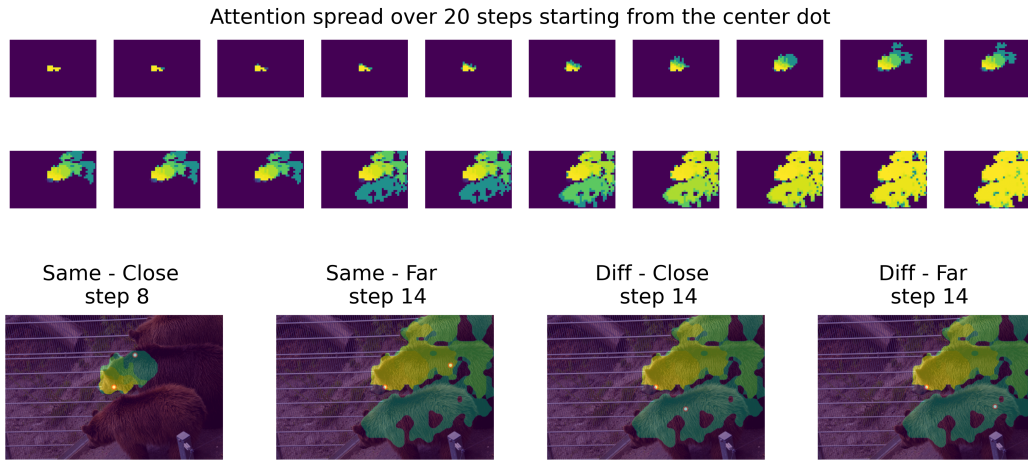 Attention spread over 20 steps starting from the center dot
Same - Close
step 8
Same - Far
step 14
Diff - Close
step 14
Diff - Far
step 14